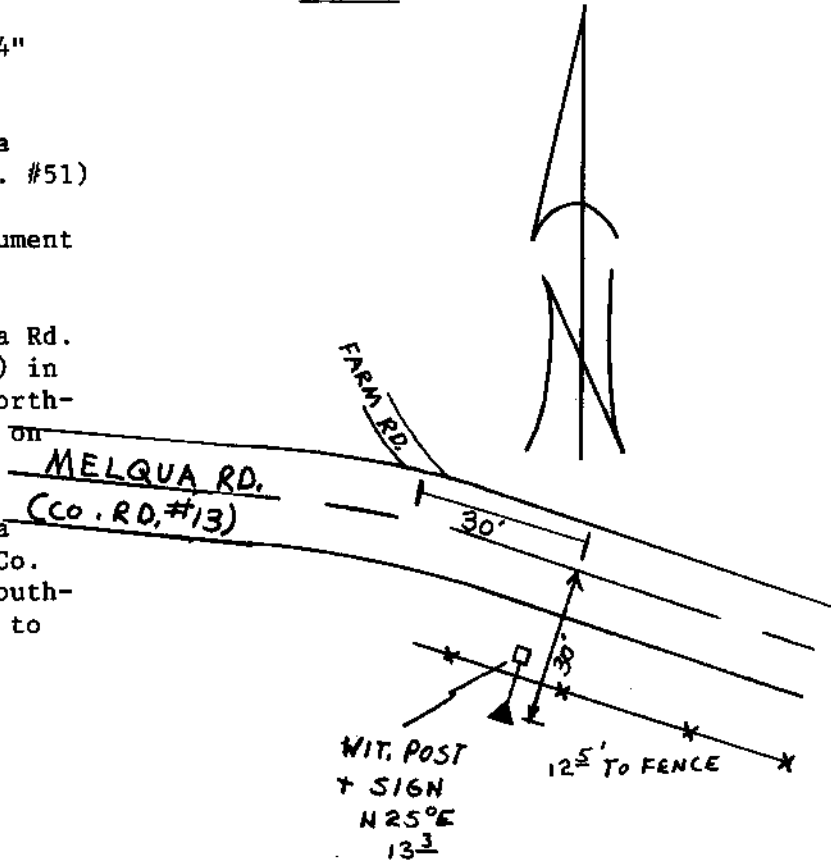 4"
a
. #51)
ument
a Rd.
) in
orth-
on
a
Co.
outh-
to
FARM RD.
MELQUA RD.
(CO. RD. #13)
30'
30'
WIT. POST
+ SIGN
N 25° E
13 3
12 5' TO FENCE